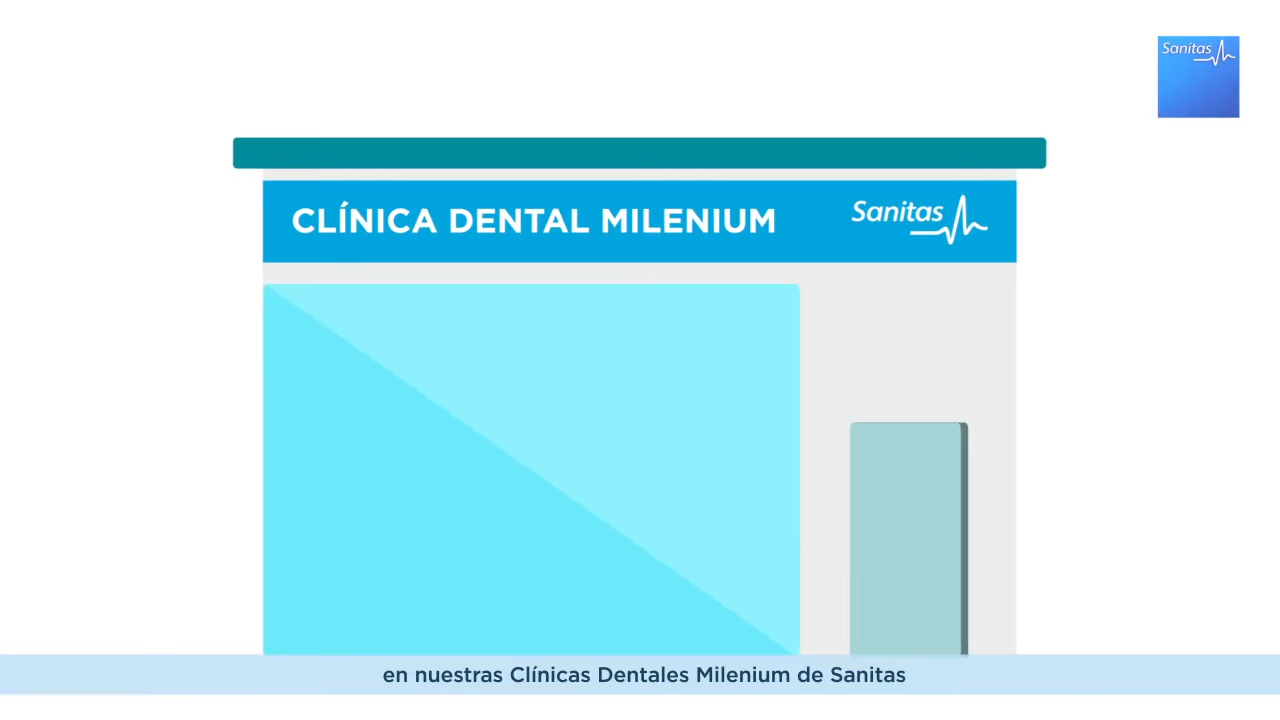 Sanitas
CLÍNICA DENTAL MILENIUM
Sanitas
en nuestras Clínicas Dentales Milenium de Sanitas